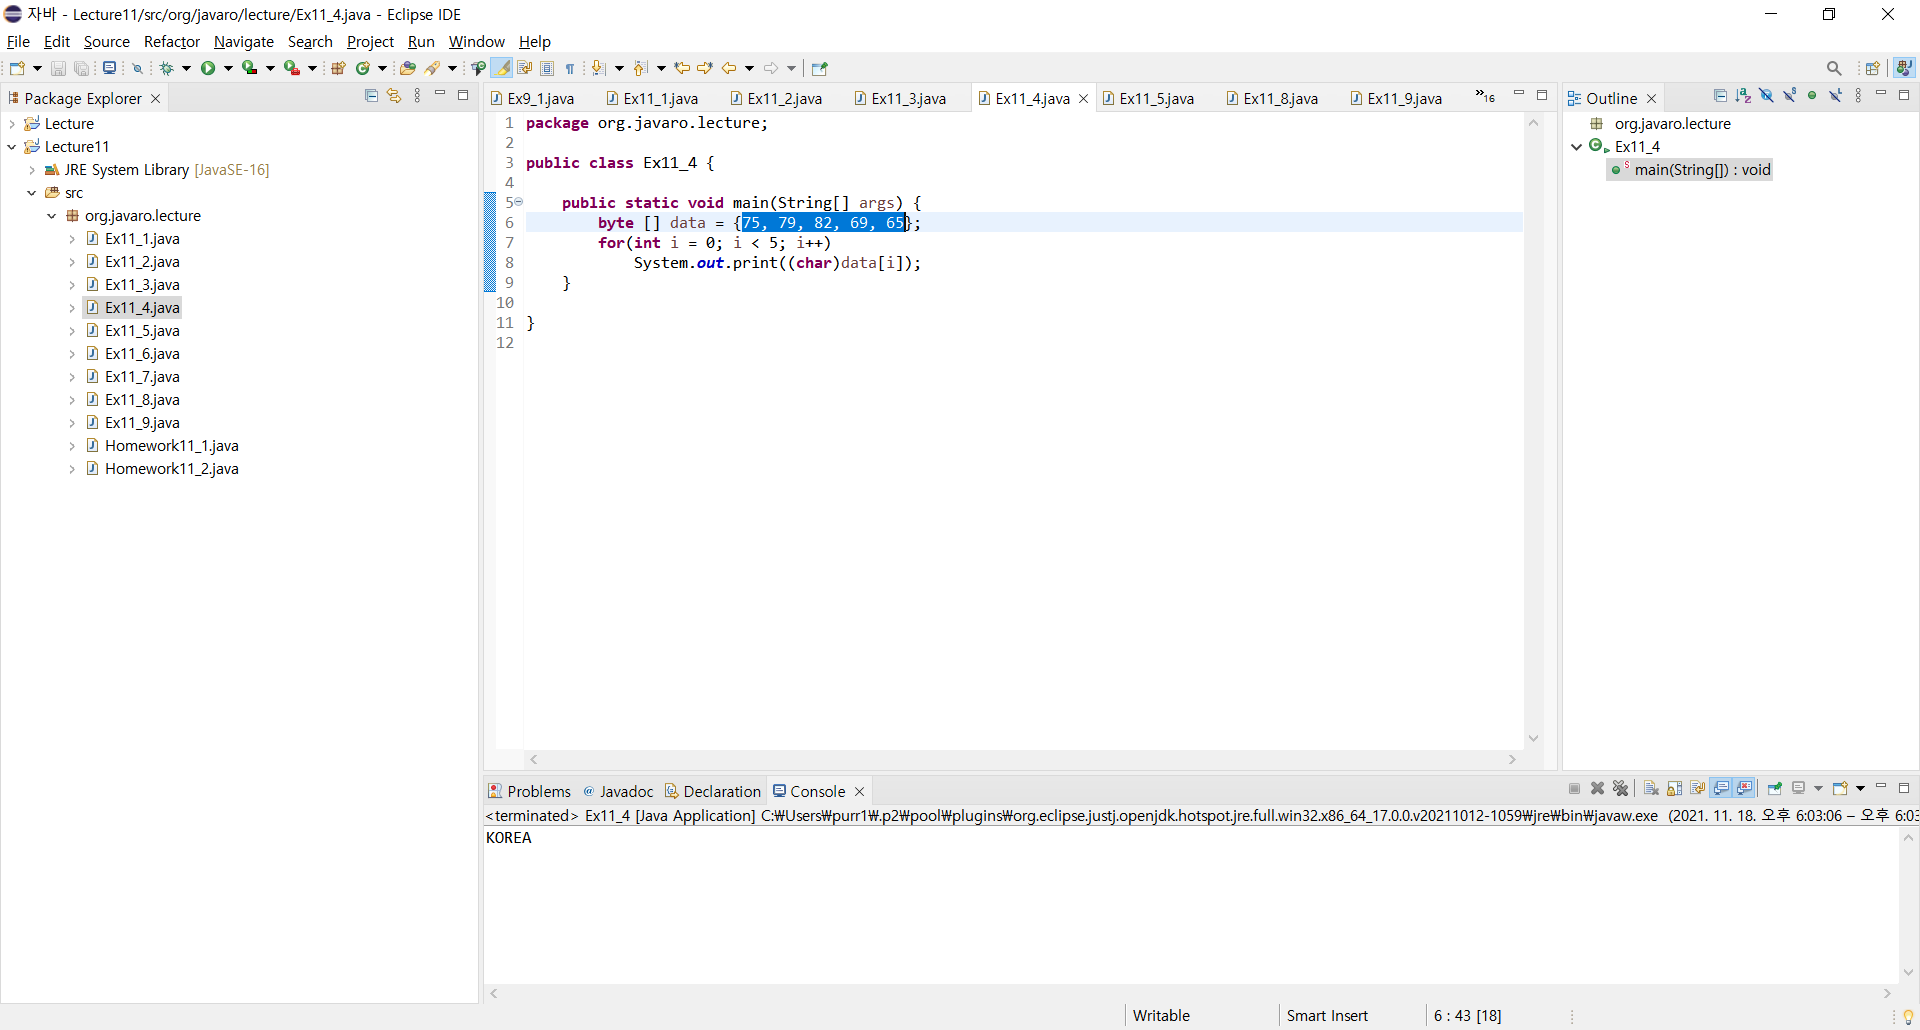 자바 - Lecture11/src/org/javaro/lecture/Ex11_4.java - Eclipse IDE
File Edit Source Refactor Navigate Search Project Run Window Help
Package Explorer
Lecture
Lecture11
JRE System Library [JavaSE-16]
src
org.javaro.lecture
Ex11_1.java
Ex11_2.java
Ex11_3.java
Ex11_4.java
Ex11_5.java
Ex11_6.java
Ex11_7.java
Ex11_8.java
Ex11_9.java
Homework11_1.java
Homework11_2.java
Ex9_1.java Ex11_1.java Ex11_2.java Ex11_3.java Ex11_4.java Ex11_5.java Ex11_8.java Ex11_9.java »16
1 package org.javaro.lecture;
2
3 public class Ex11_4 {
4
5 public static void main(String[] args) {
6 byte [] data = {75, 79, 82, 69, 65};
7 for(int i = 0; i < 5; i++)
8 System.out.print((char)data[i]);
9 }
10
11 }
12
Outline
org.javaro.lecture
Ex11_4
main(String[]) : void
Problems @ Javadoc Declaration Console
<terminated> Ex11_4 [Java Application] C:₩Users₩purr1₩.p2₩pool₩plugins₩org.eclipse.justj.openjdk.hotspot.jre.full.win32.x86_64_17.0.0.v20211012-1059₩jre₩bin₩javaw.exe (2021. 11. 18. 오후 6:03:06 – 오후 6:03
KOREA
Writable Smart Insert 6 : 43 [18]